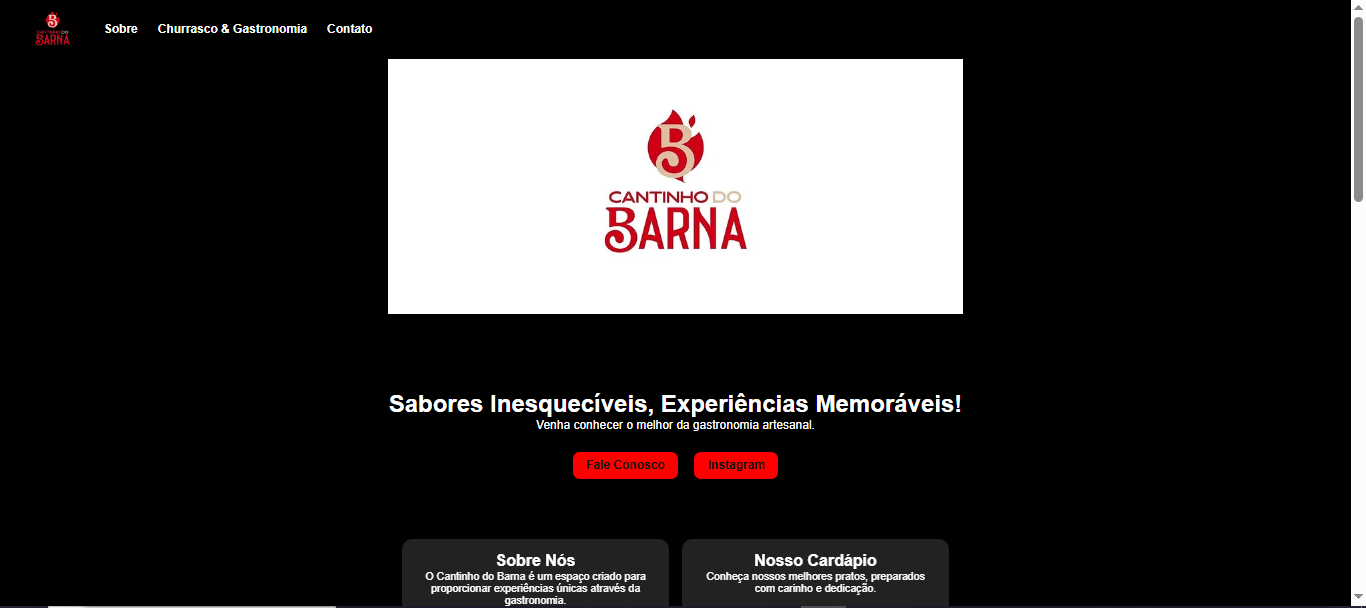 CANTINHO DO
BARNA
Sobre
Churrasco & Gastronomia
Contato
CANTINHO DO
BARNA
Sabores Inesquecíveis, Experiências Memoráveis!
Venha conhecer o melhor da gastronomia artesanal.
Fale Conosco
Instagram
Sobre Nós
O Cantinho do Barna é um espaço criado para
proporcionar experiências únicas através da
gastronomia.
Nosso Cardápio
Conheça nossos melhores pratos, preparados
com carinho e dedicação.